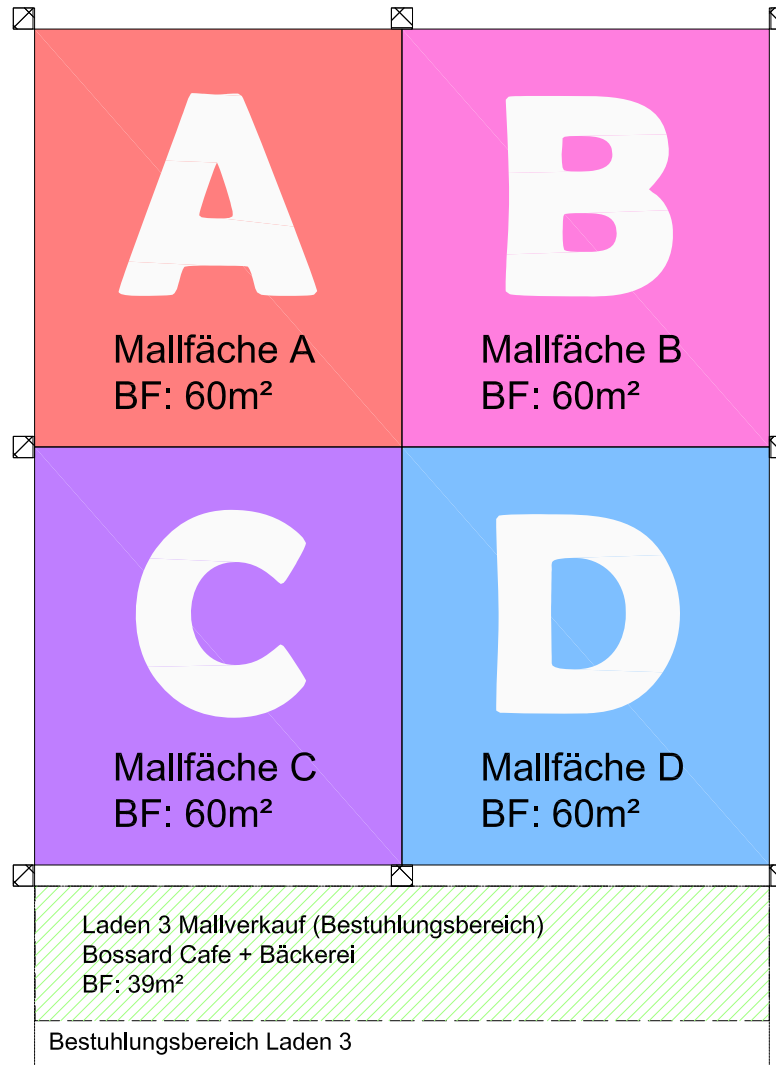 A
Mallfäche A
BF: 60m²
B
Mallfäche B
BF: 60m²
C
Mallfäche C
BF: 60m²
D
Mallfäche D
BF: 60m²
Laden 3 Mallverkauf (Bestuhlungsbereich)
Bossard Cafe + Bäckerei
BF: 39m²
Bestuhlungsbereich Laden 3